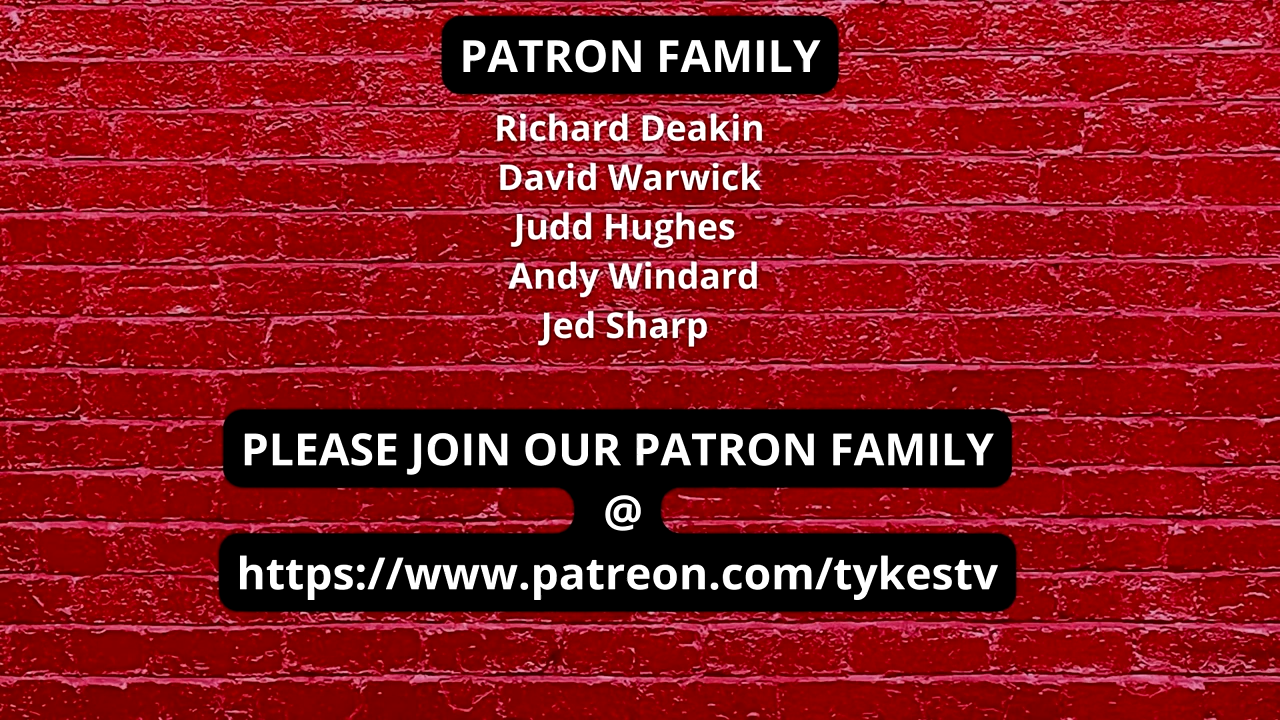 PATRON FAMILY
Richard Deakin
David Warwick
Judd Hughes
Andy Windard
Jed Sharp
PLEASE JOIN OUR PATRON FAMILY
@
https://www.patreon.com/tykestv